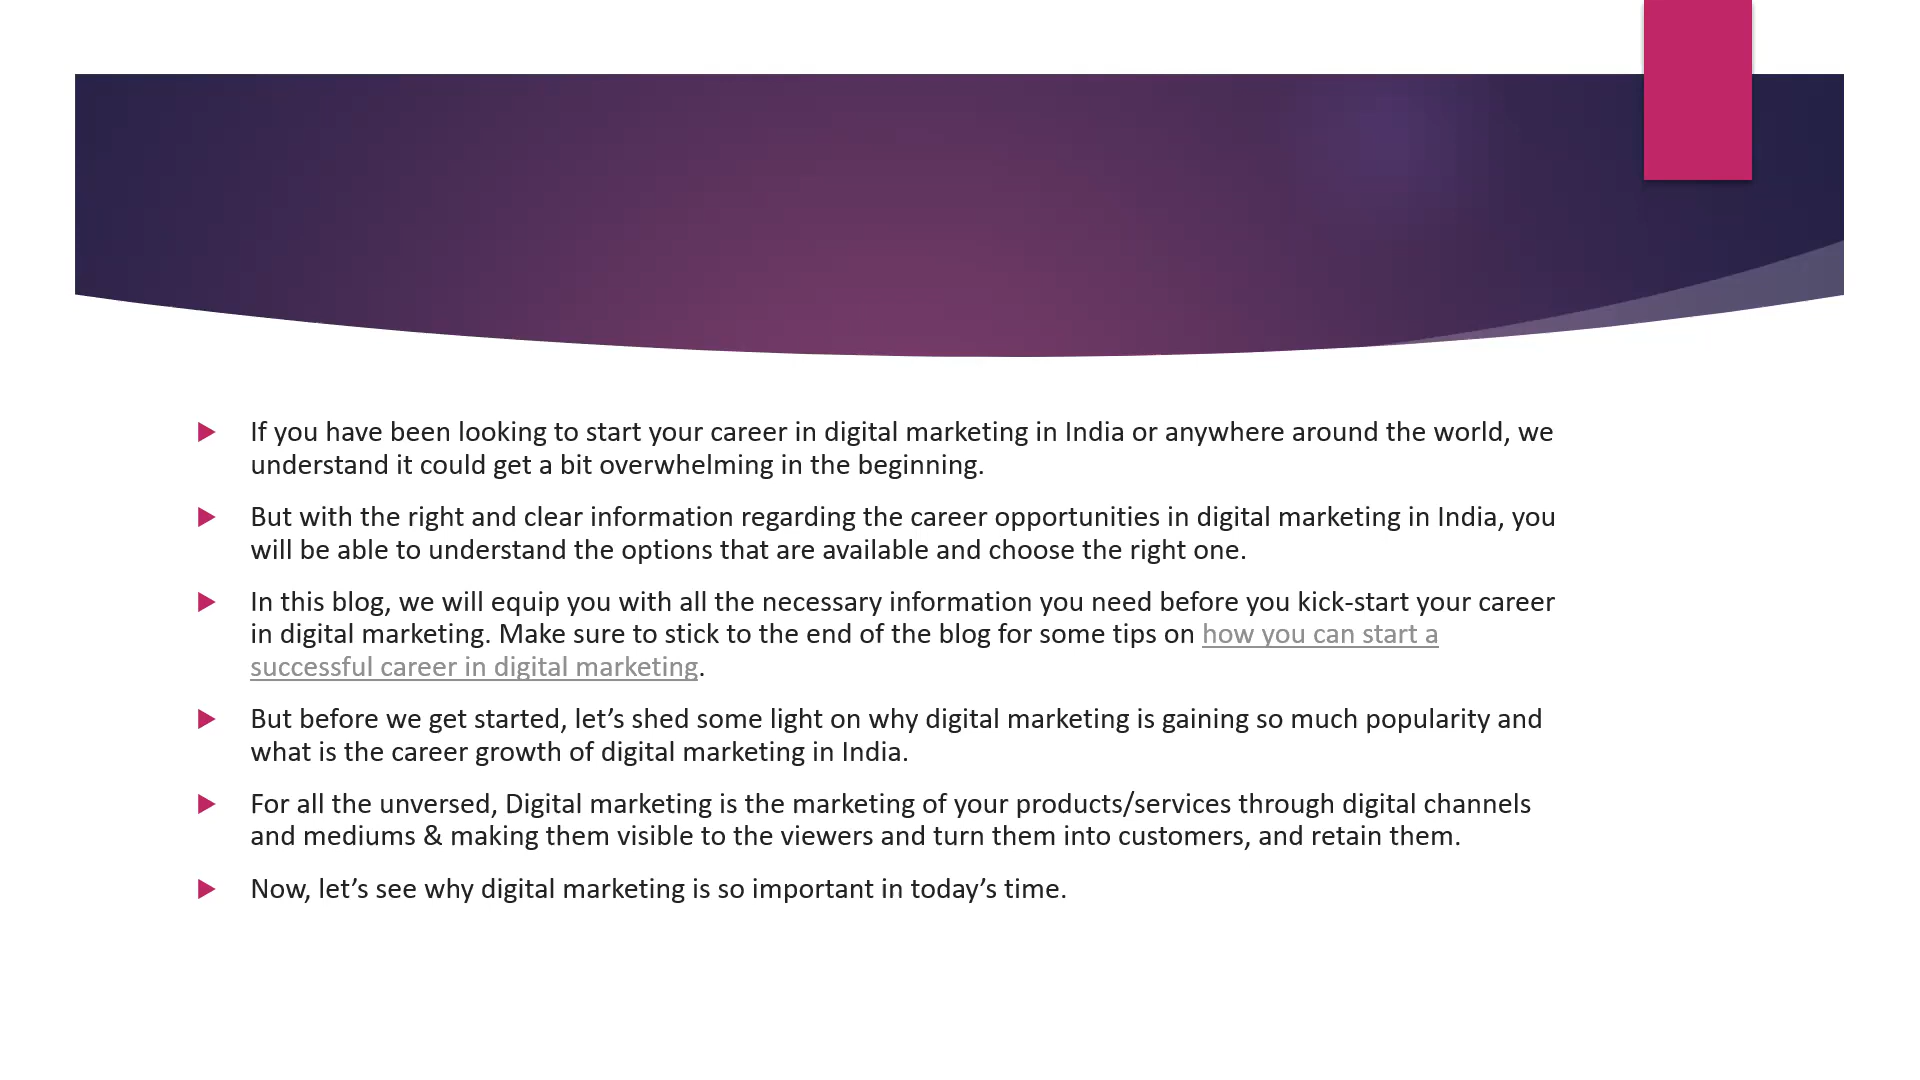 If you have been looking to start your career in digital marketing in India or anywhere around the world, we
understand it could get a bit overwhelming in the beginning.
But with the right and clear information regarding the career opportunities in digital marketing in India, you
will be able to understand the options that are available and choose the right one.
In this blog, we will equip you with all the necessary information you need before you kick-start your career
in digital marketing. Make sure to stick to the end of the blog for some tips on how you can start a
successful career in digital marketing.
But before we get started, let’s shed some light on why digital marketing is gaining so much popularity and
what is the career growth of digital marketing in India.
For all the unversed, Digital marketing is the marketing of your products/services through digital channels
and mediums & making them visible to the viewers and turn them into customers, and retain them.
Now, let’s see why digital marketing is so important in today’s time.